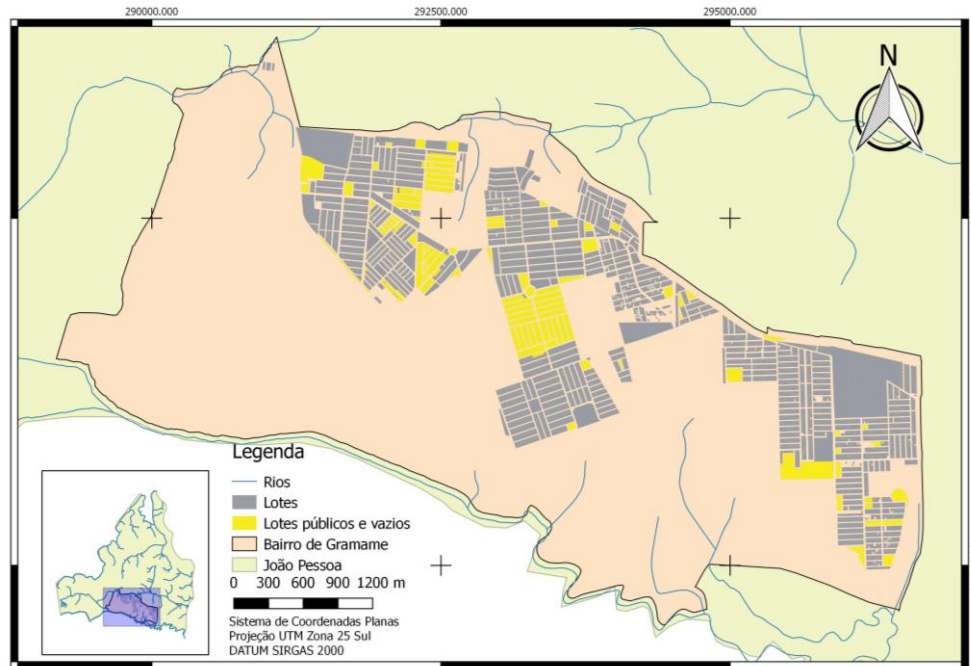 290000.000
292500.000
295000.000
N
Legenda
Rios
Lotes
Lotes públicos e vazios
Bairro de Gramame
João Pessoa
0 300 600 900 1200 m
Sistema de Coordenadas Planas
Projeção UTM Zona 25 Sul
DATUM SIRGAS 2000